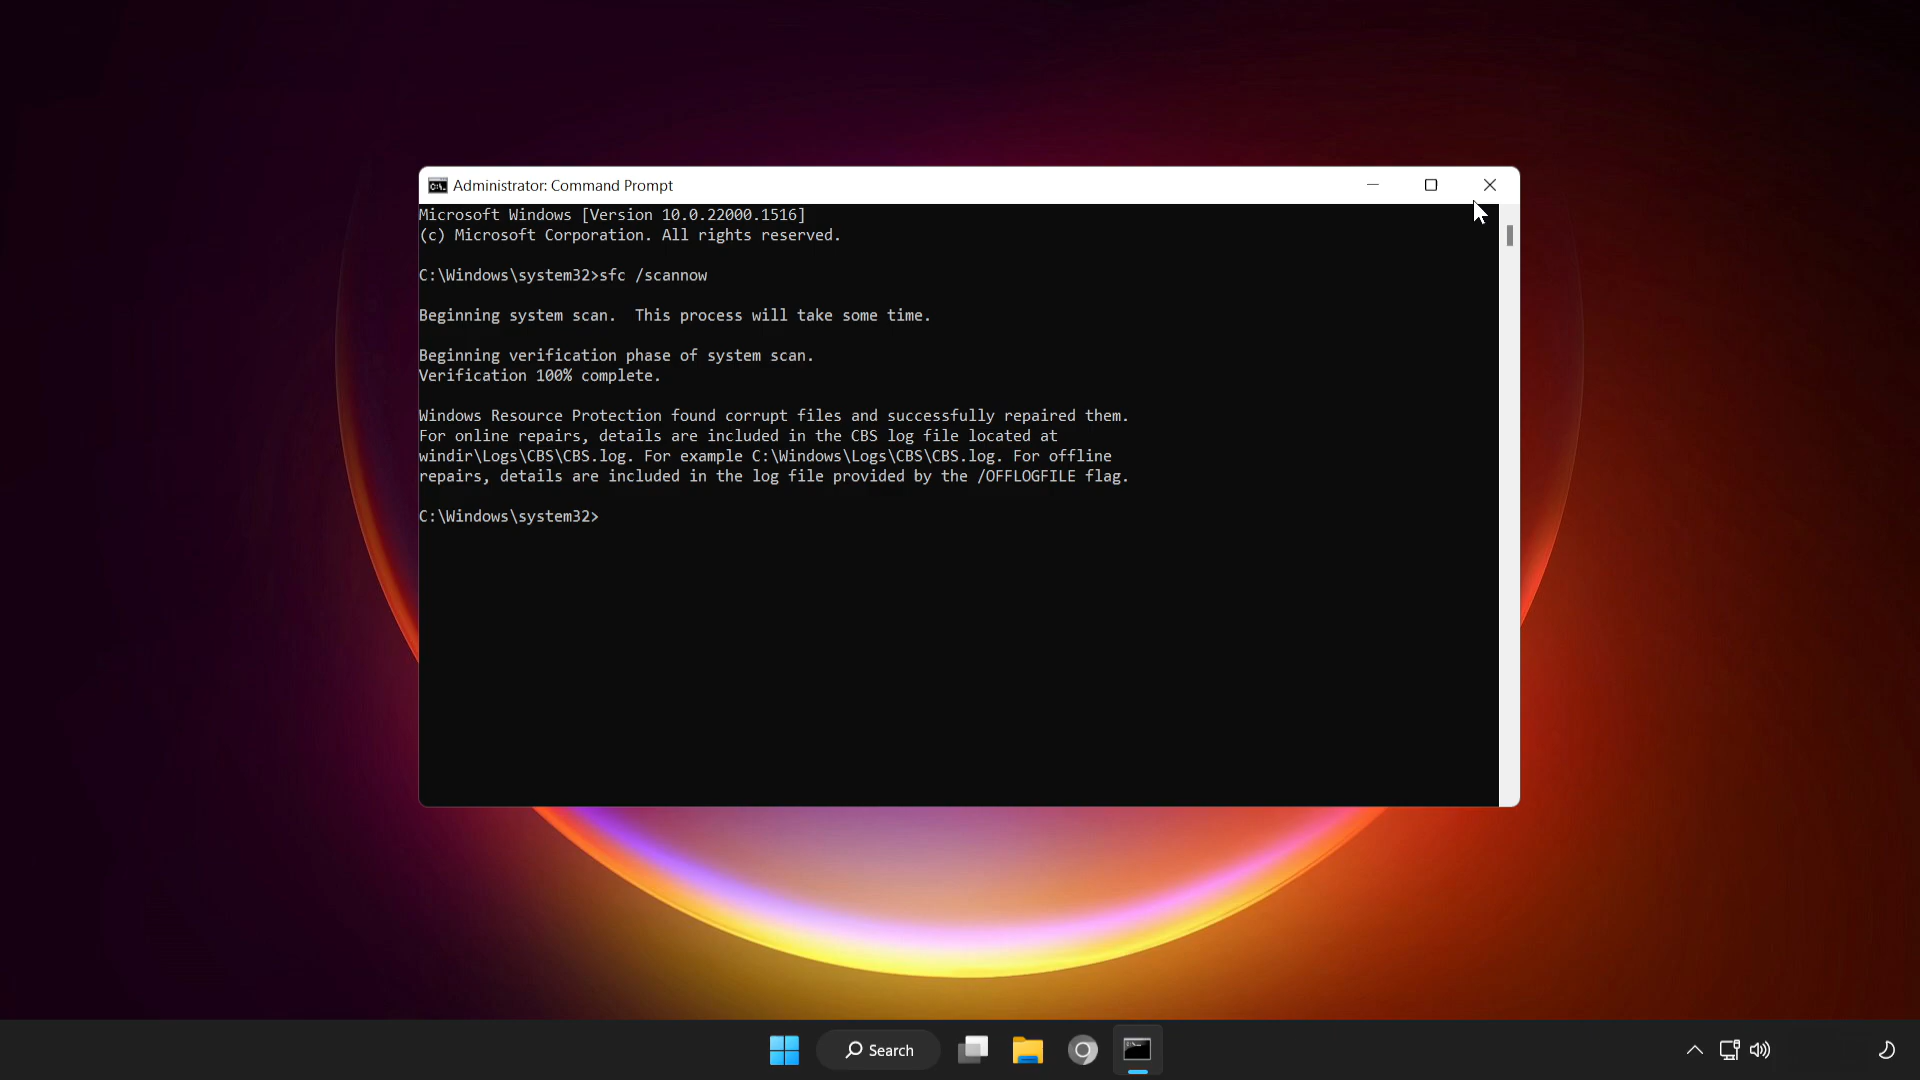 Administrator: Command Prompt
Microsoft Windows [Version 10.0.22000.1516]
(c) Microsoft Corporation. All rights reserved.
C:\Windows\system32>sfc /scannow
Beginning system scan.  This process will take some time.
Beginning verification phase of system scan.
Verification 100% complete.
Windows Resource Protection found corrupt files and successfully repaired them.
For online repairs, details are included in the CBS log file located at
windir\Logs\CBS\CBS.log. For example C:\Windows\Logs\CBS\CBS.log. For offline
repairs, details are included in the log file provided by the /OFFLOGFILE flag.
C:\Windows\system32>
Search